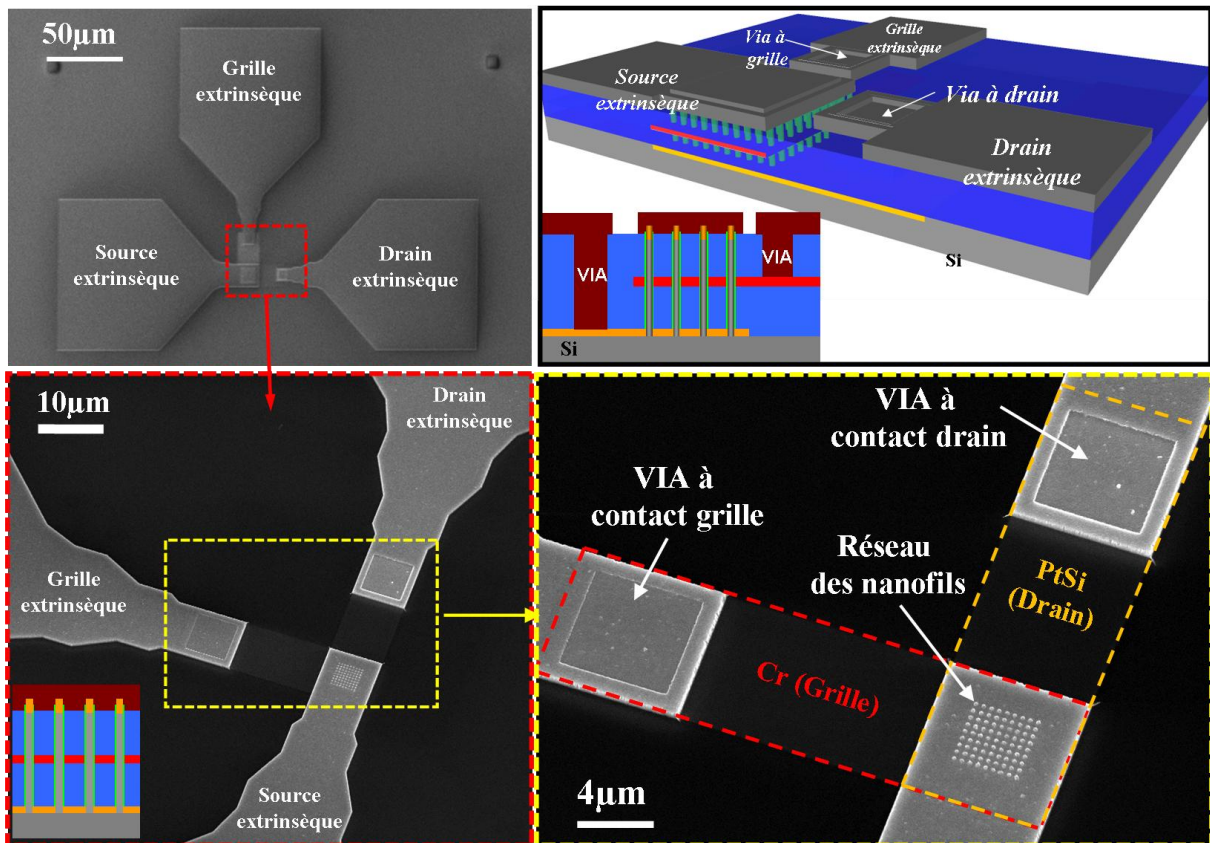 50µm
Grille
extrinsèque
Source
extrinsèque
Drain
extrinsèque
Via à
grille
Grille
extrinsèque
Source
extrinsèque
Via à drain
Drain
extrinsèque
Si
VIA
VIA
Si
10µm
Drain
extrinsèque
Grille
extrinsèque
Source
extrinsèque
VIA à
contact drain
VIA à
contact grille
Réseau
des nanofils
PtSi
(Drain)
Cr (Grille)
4µm